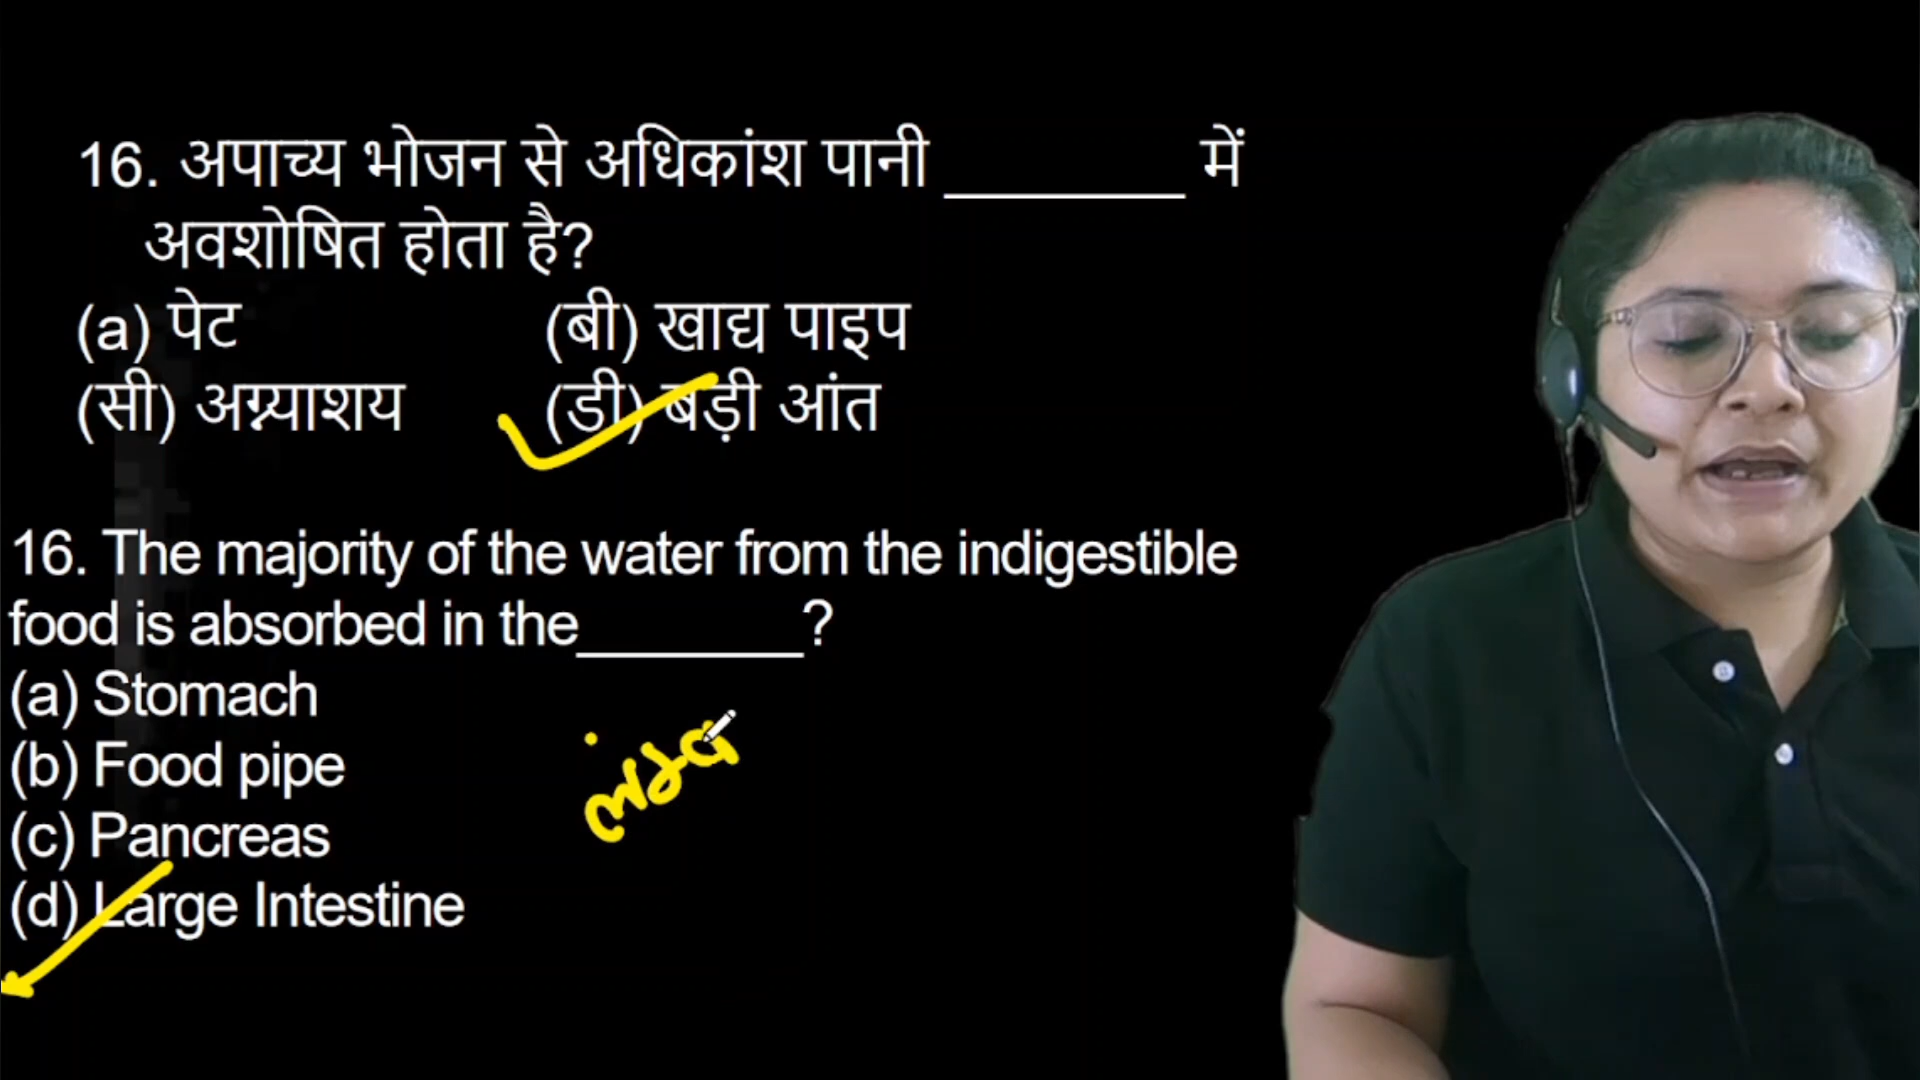 16. अपाच्य भोजन से अधिकांश पानी ________ में
अवशोषित होता है?
(a) पेट (बी) खाद्य पाइप
(सी) अग्न्याशय (डी) बड़ी आंत
16. The majority of the water from the indigestible
food is absorbed in the________?
(a) Stomach
(b) Food pipe
(c) Pancreas
(d) Large Intestine